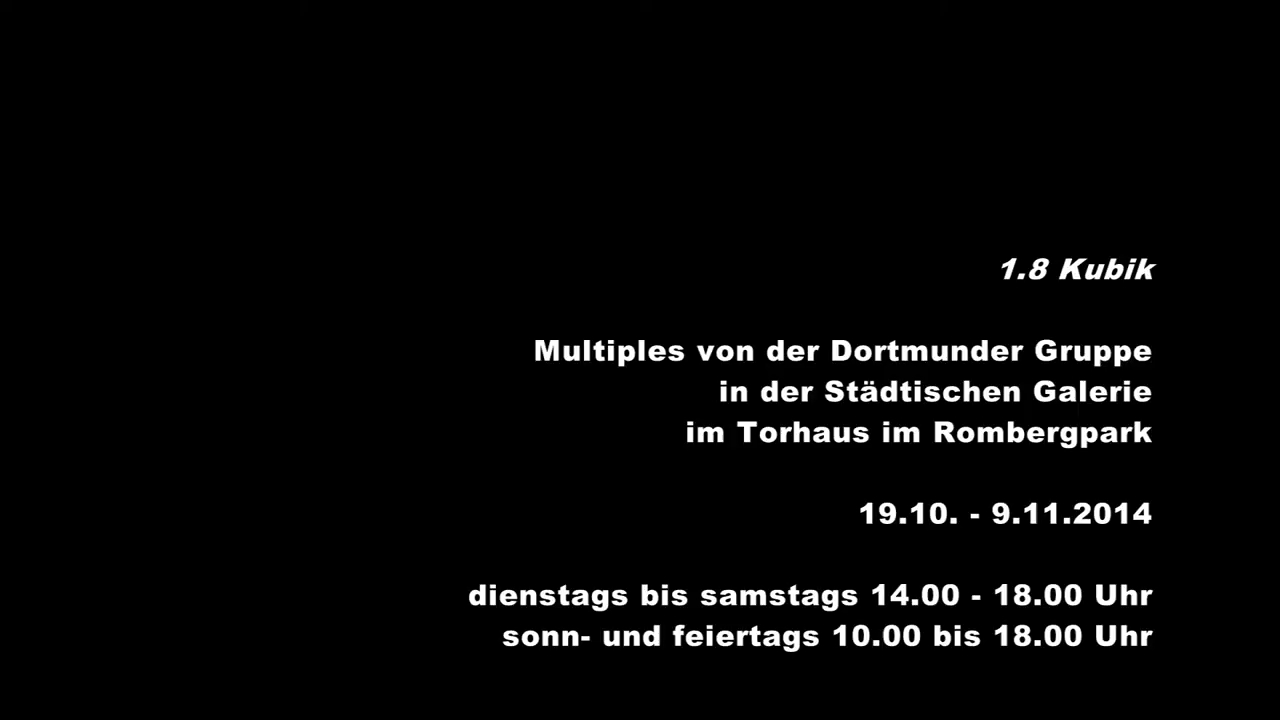 1.8 Kubik
Multiples von der Dortmunder Gruppe
in der Städtischen Galerie
im Torhaus im Rombergpark
19.10. - 9.11.2014
dienstags bis samstags 14.00 - 18.00 Uhr
sonn- und feiertags 10.00 bis 18.00 Uhr